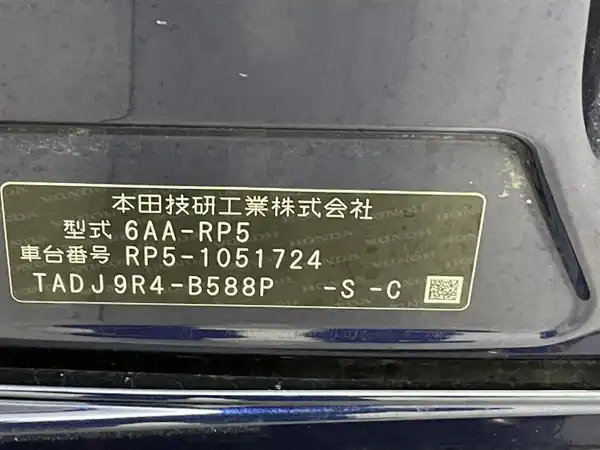 本田技研工業株式会社
型式 6AA-RP5
車台番号 RP5-1051724
TADJ9R4-B588P -S -C